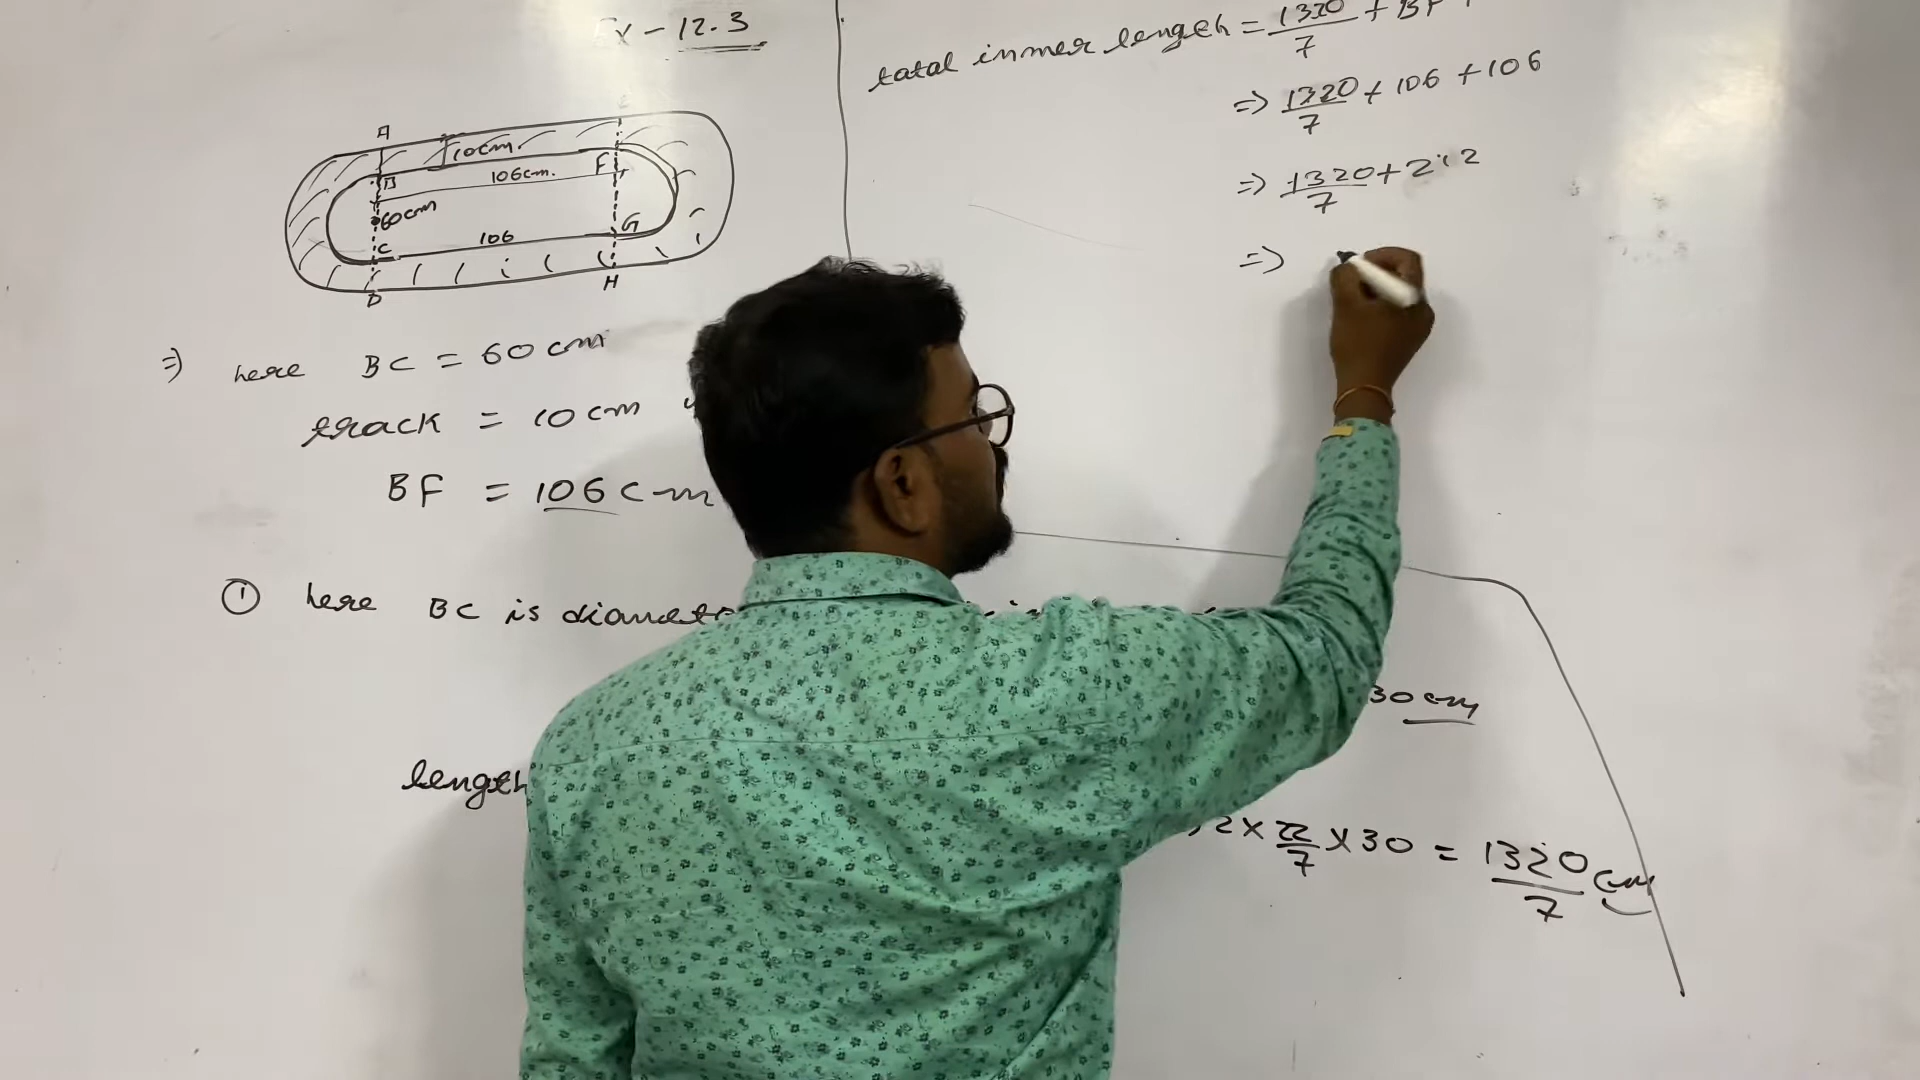 Ex - 12.3
A
10cm.
B
106cm.
F
60cm
C
106
G
D
H
=) here BC = 60 cm
track = 10 cm
BF = 106 cm
① here BC is diamete
30 cm
length
2 × 22/7 × 30 = 1320/7 cm
total inner length = 1320/7 + BF
=> 1320/7 + 106 + 106
=> 1320/7 + 212
=>